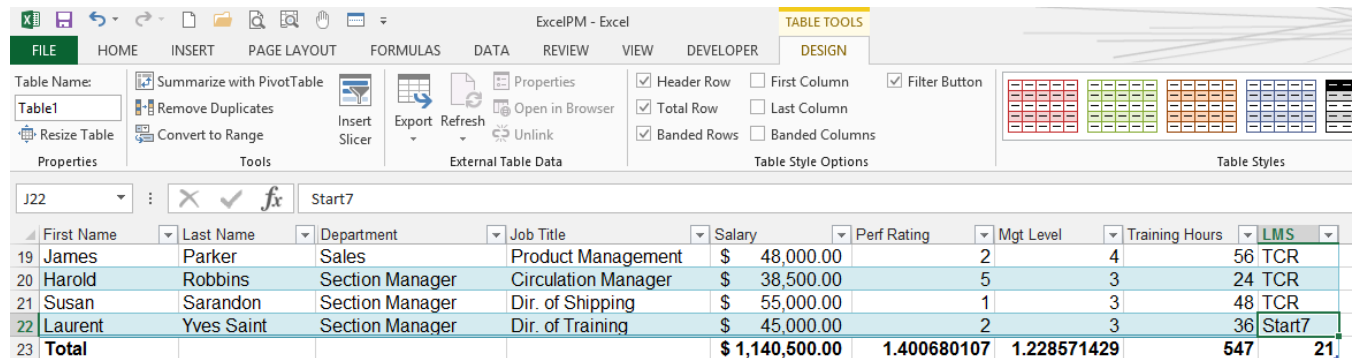 ExcelPM - Excel
TABLE TOOLS
FILE HOME INSERT PAGE LAYOUT FORMULAS DATA REVIEW VIEW DEVELOPER DESIGN
Table Name:
Table1
Resize Table
Properties
Summarize with PivotTable
Remove Duplicates
Convert to Range
Tools
Insert
Slicer
Export
Refresh
Properties
Open in Browser
Unlink
External Table Data
Header Row First Column Filter Button
Total Row Last Column
Banded Rows Banded Columns
Table Style Options
Table Styles
J22 fx Start7
First Name Last Name Department Job Title Salary Perf Rating Mgt Level Training Hours LMS
19 James Parker Sales Product Management $ 48,000.00 2 4 56 TCR
20 Harold Robbins Section Manager Circulation Manager $ 38,500.00 5 3 24 TCR
21 Susan Sarandon Section Manager Dir. of Shipping $ 55,000.00 1 3 48 TCR
22 Laurent Yves Saint Section Manager Dir. of Training $ 45,000.00 2 3 36 Start7
23 Total $ 1,140,500.00 1.400680107 1.228571429 547 21